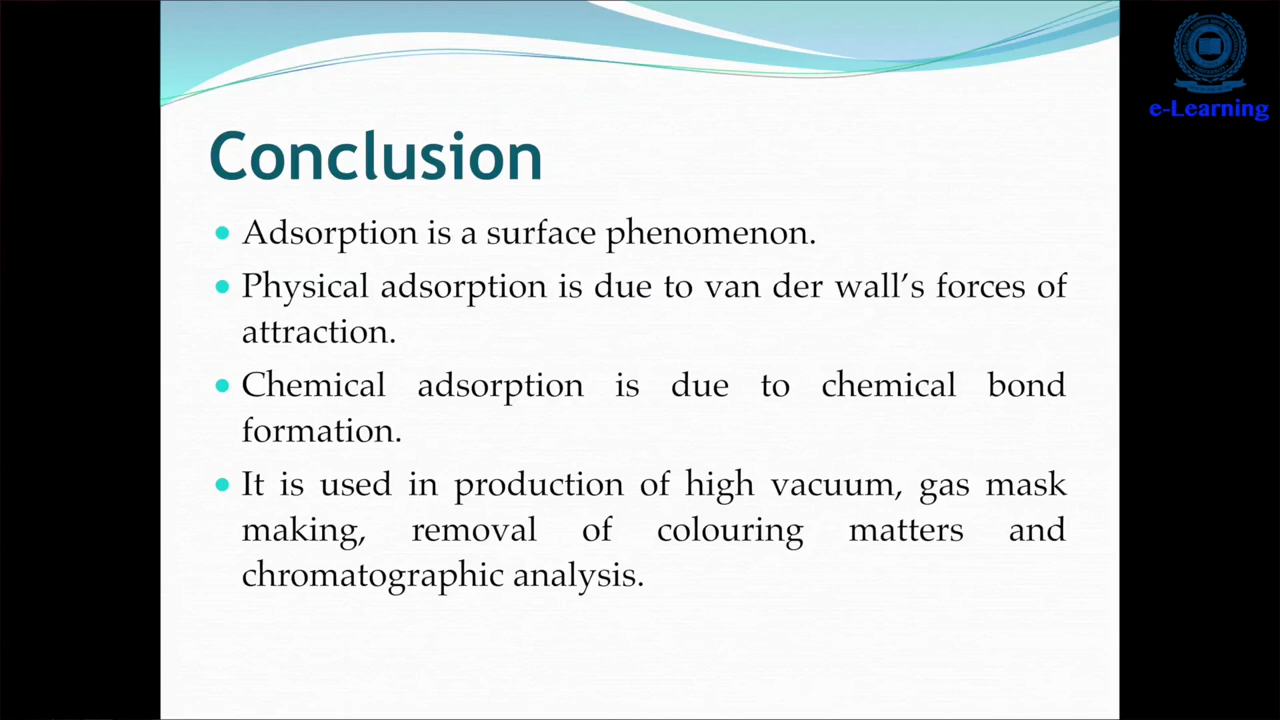 e-Learning
Conclusion
Adsorption is a surface phenomenon.
Physical adsorption is due to van der wall's forces of
attraction.
Chemical adsorption is due to chemical bond
formation.
It is used in production of high vacuum, gas mask
making, removal of colouring matters and
chromatographic analysis.